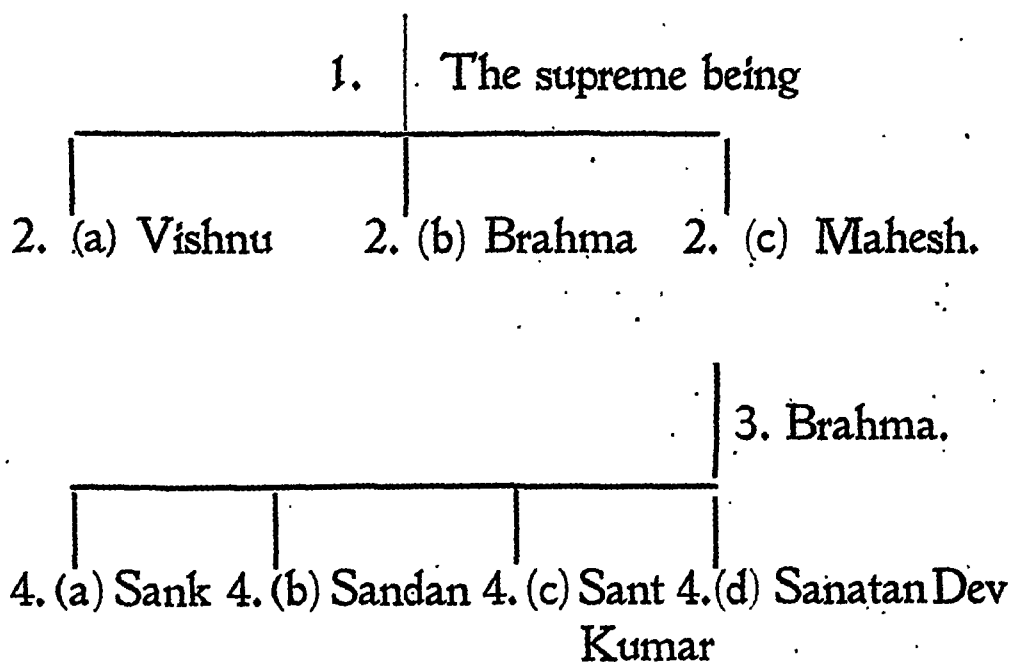 1. The supreme being
2. (a) Vishnu 2. (b) Brahma 2. (c) Mahesh.
3. Brahma.
4. (a) Sank 4. (b) Sandan 4. (c) Sant 4. (d) Sanatan Dev
Kumar